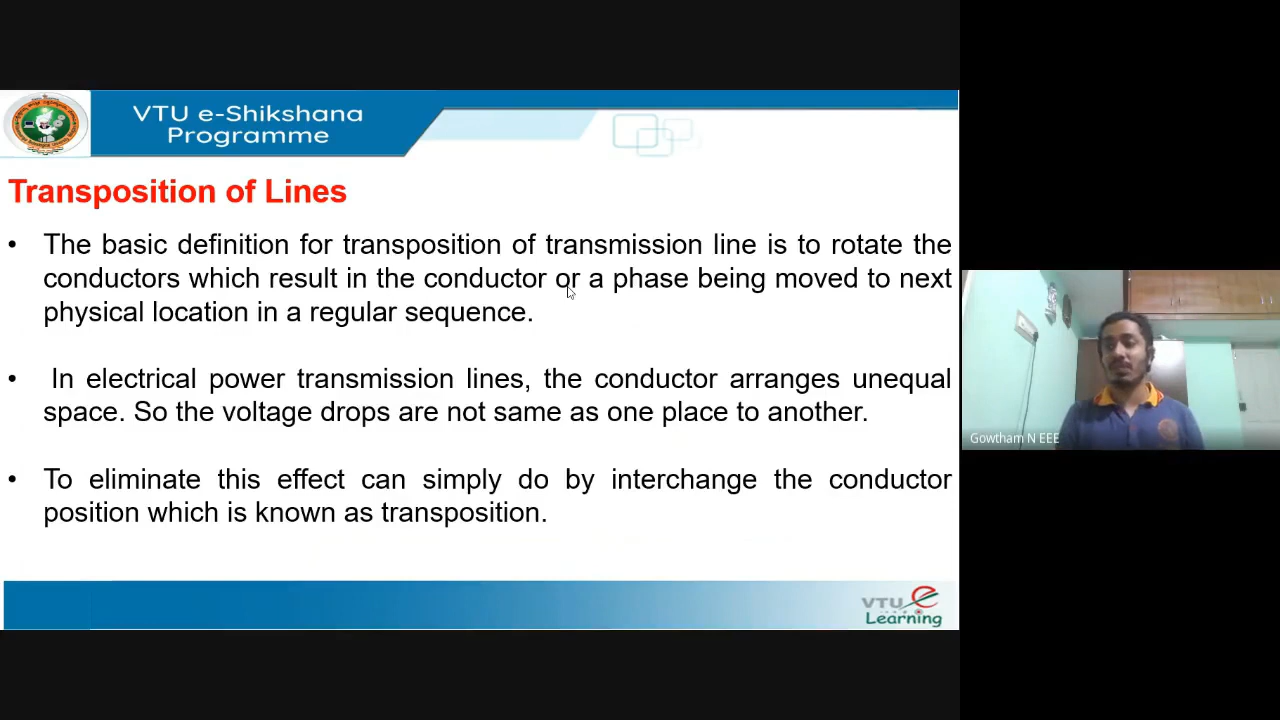 VTU e-Shikshana
Programme
Transposition of Lines
• The basic definition for transposition of transmission line is to rotate the
conductors which result in the conductor or a phase being moved to next
physical location in a regular sequence.
• In electrical power transmission lines, the conductor arranges unequal
space. So the voltage drops are not same as one place to another.
• To eliminate this effect can simply do by interchange the conductor
position which is known as transposition.
Gowtham N EEE
VTU e
Learning